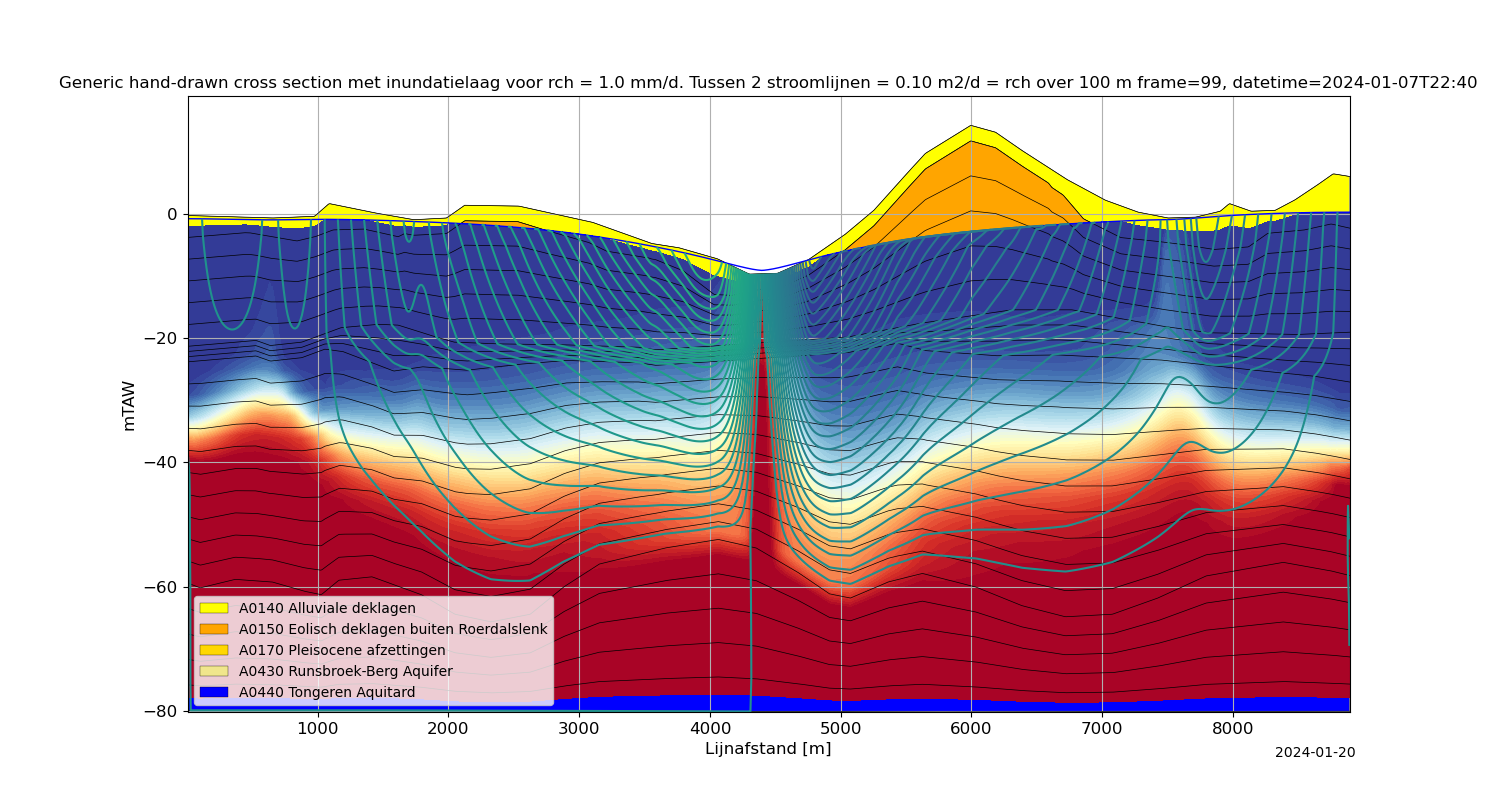 Generic hand-drawn cross section met inundatielaag voor rch = 1.0 mm/d. Tussen 2 stroomlijnen = 0.10 m2/d = rch over 100 m frame=99, datetime=2024-01-07T22:40
0
−20
−40
−60
−80
mTAW
A0140 Alluviale deklagen
A0150 Eolisch deklagen buiten Roerdalslenk
A0170 Pleisocene afzettingen
A0430 Runsbroek-Berg Aquifer
A0440 Tongeren Aquitard
1000 2000 3000 4000 5000 6000 7000 8000
Lijnafstand [m]
2024-01-20